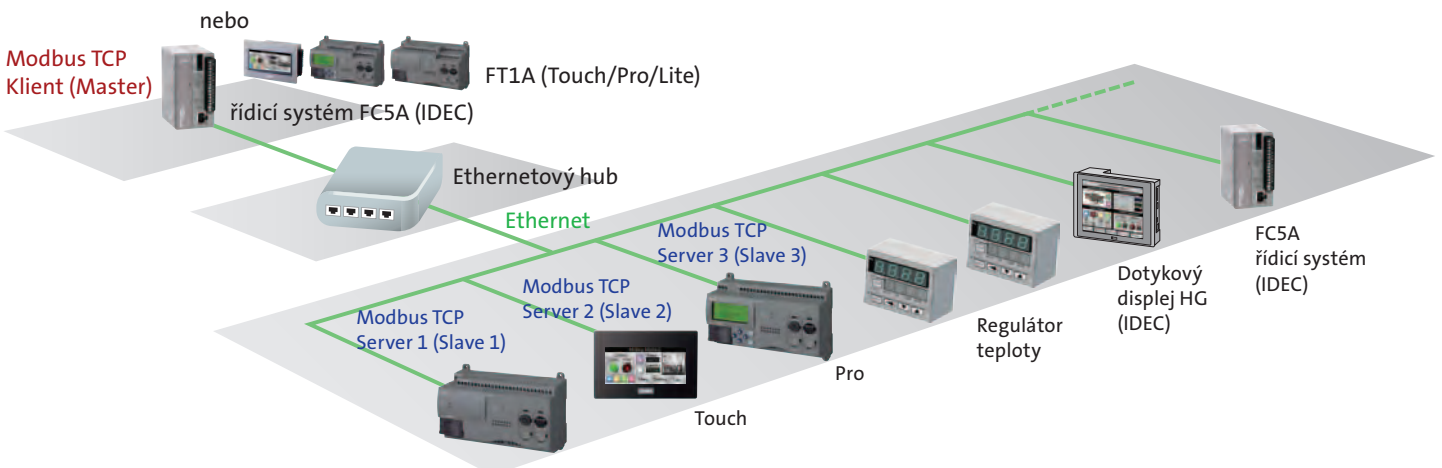 nebo
Modbus TCP
Klient (Master)
FT1A (Touch/Pro/Lite)
řídicí systém FC5A (IDEC)
Ethernetový hub
Ethernet
Modbus TCP
Server 3 (Slave 3)
Modbus TCP
Server 2 (Slave 2)
Modbus TCP
Server 1 (Slave 1)
Touch
Pro
Regulátor
teploty
Dotykový
displej HG
(IDEC)
FC5A
řídicí systém
(IDEC)